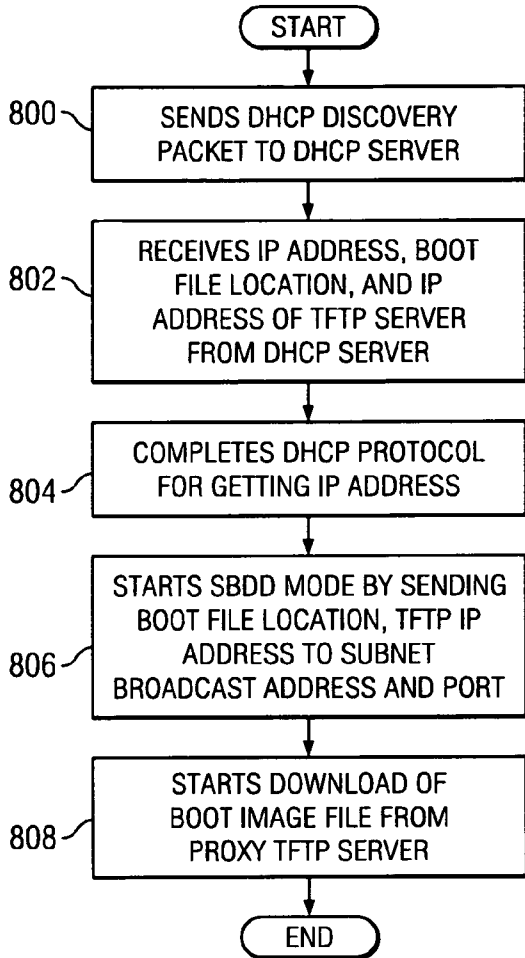 START
800
SENDS DHCP DISCOVERY
PACKET TO DHCP SERVER
802
RECEIVES IP ADDRESS, BOOT
FILE LOCATION, AND IP
ADDRESS OF TFTP SERVER
FROM DHCP SERVER
804
COMPLETES DHCP PROTOCOL
FOR GETTING IP ADDRESS
806
STARTS SBDD MODE BY SENDING
BOOT FILE LOCATION, TFTP IP
ADDRESS TO SUBNET
BROADCAST ADDRESS AND PORT
808
STARTS DOWNLOAD OF
BOOT IMAGE FILE FROM
PROXY TFTP SERVER
END